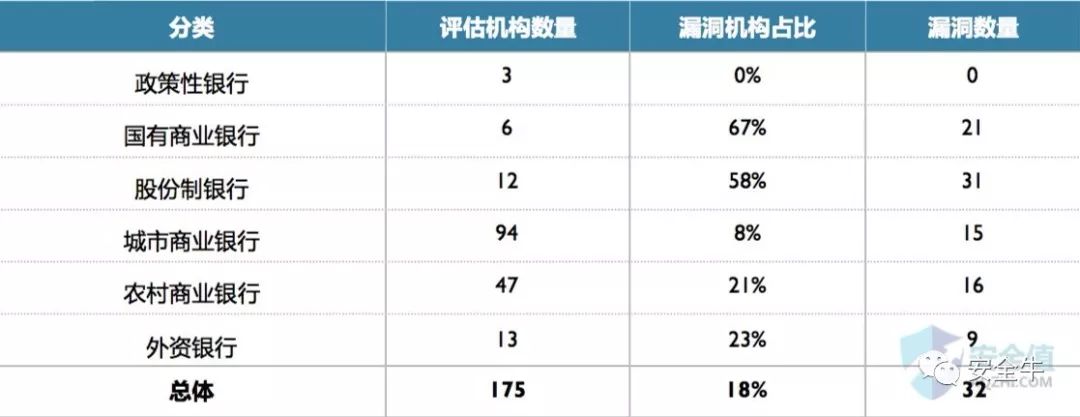 分类 评估机构数量 漏洞机构占比 漏洞数量
政策性银行 3 0% 0
国有商业银行 6 67% 21
股份制银行 12 58% 31
城市商业银行 94 8% 15
农村商业银行 47 21% 16
外资银行 13 23% 9
总体 175 18% 32
安全值
安全牛